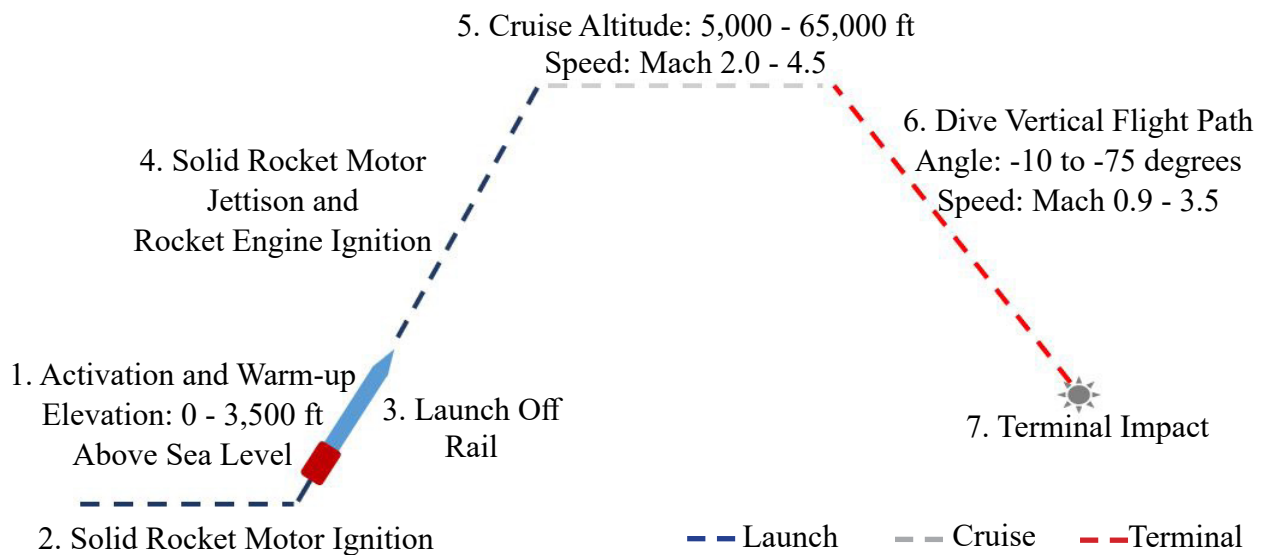 5. Cruise Altitude: 5,000 - 65,000 ft
Speed: Mach 2.0 - 4.5
6. Dive Vertical Flight Path
Angle: -10 to -75 degrees
Speed: Mach 0.9 - 3.5
4. Solid Rocket Motor
Jettison and
Rocket Engine Ignition
1. Activation and Warm-up
Elevation: 0 - 3,500 ft
Above Sea Level
3. Launch Off
Rail
7. Terminal Impact
2. Solid Rocket Motor Ignition
Launch
Cruise
Terminal